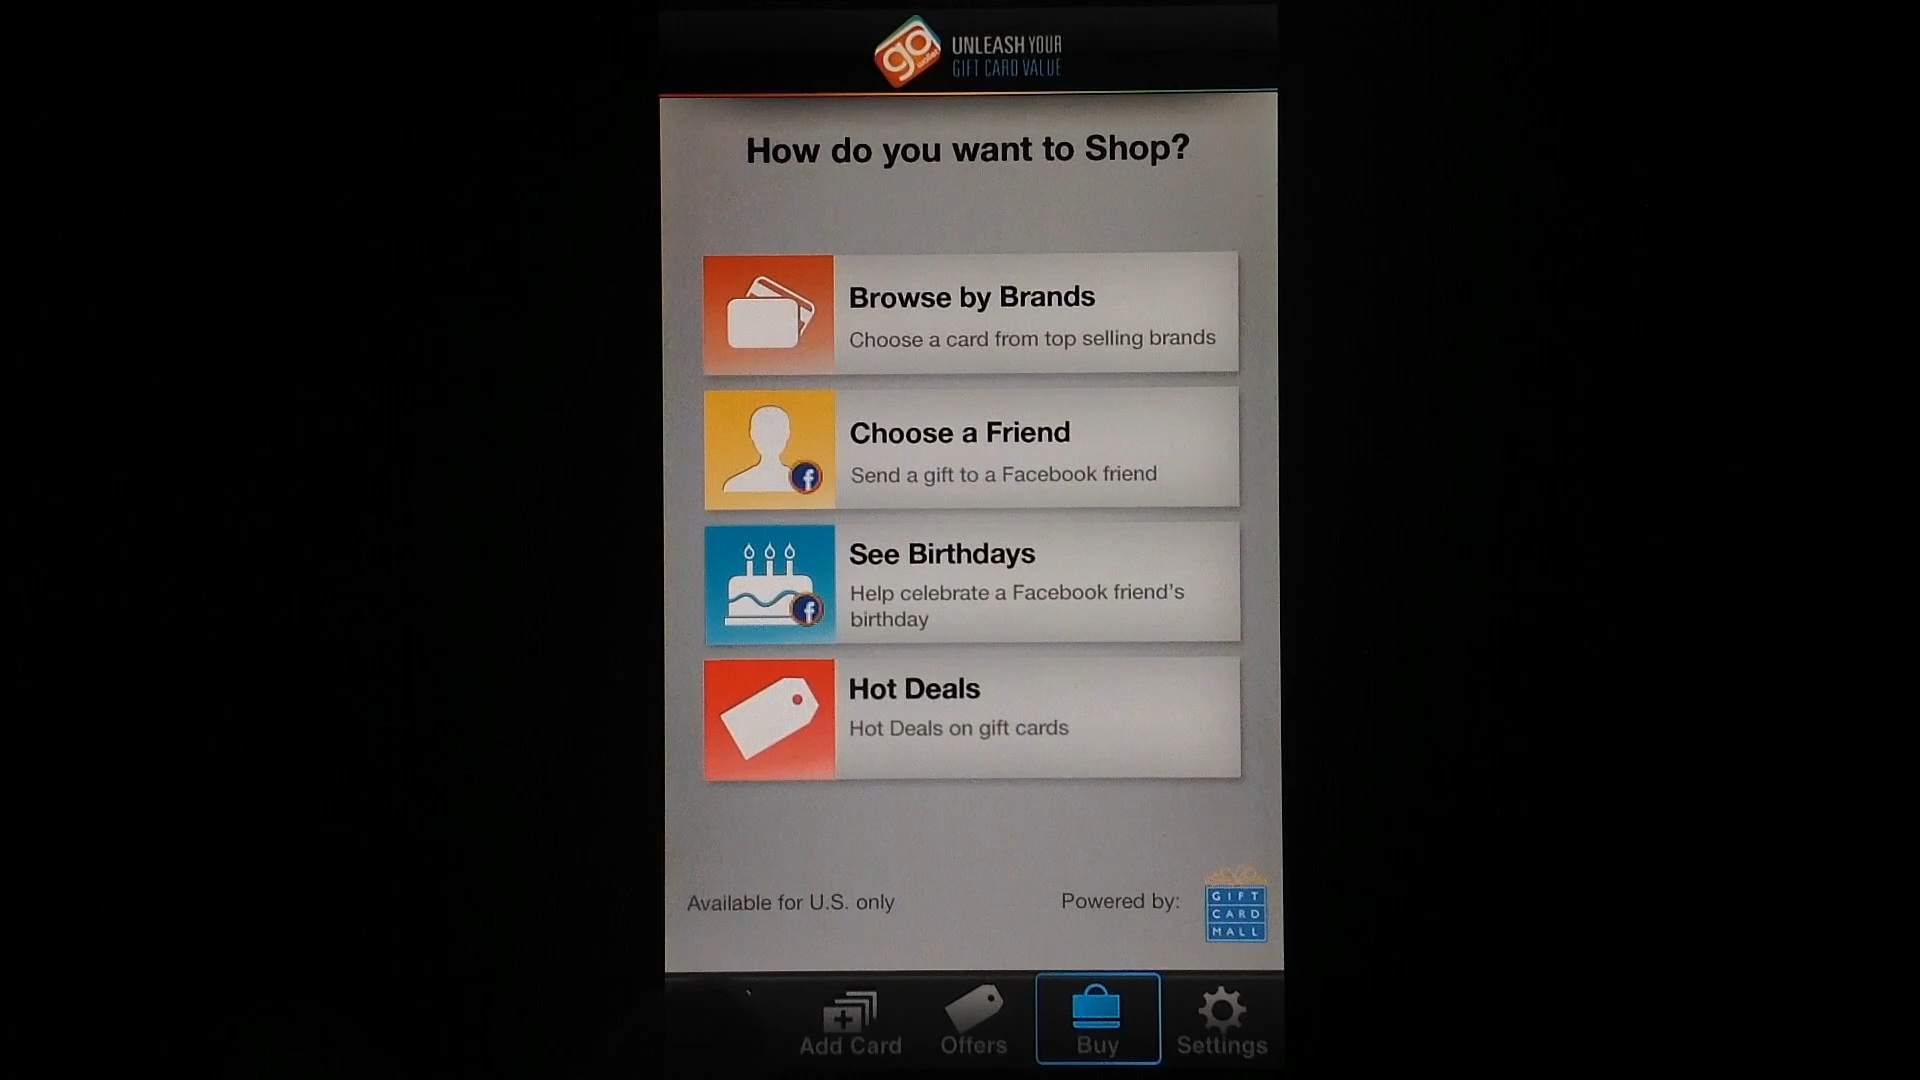 go
wallet
UNLEASH YOUR
GIFT CARD VALUE
How do you want to Shop?
Browse by Brands
Choose a card from top selling brands
Choose a Friend
Send a gift to a Facebook friend
See Birthdays
Help celebrate a Facebook friend's
birthday
Hot Deals
Hot Deals on gift cards
Available for U.S. only
Powered by:
GIFT
CARD
MALL
Add Card
Offers
Buy
Settings